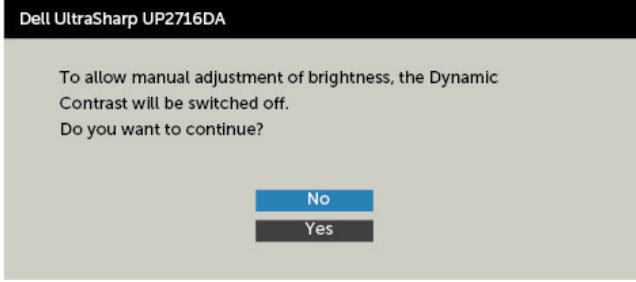 Dell UltraSharp UP2716DA
To allow manual adjustment of brightness, the Dynamic
Contrast will be switched off.
Do you want to continue?
No
Yes